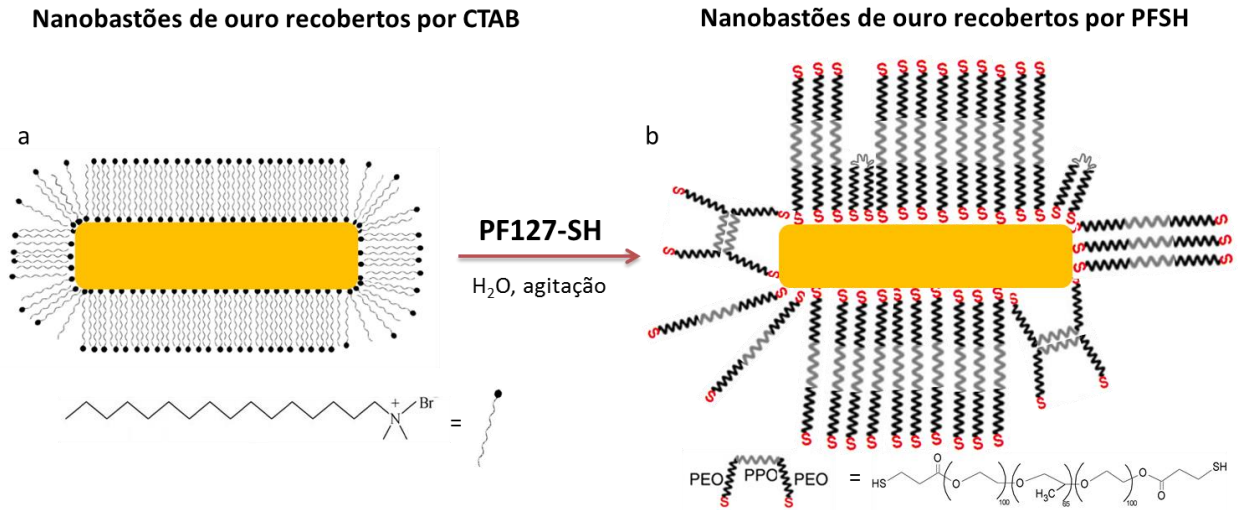 Nanobastões de ouro recobertos por CTAB
Nanobastões de ouro recobertos por PFSH
a
b
S S S S S S S S S S S
S
S
S S S S S S S S S S S S
PF127-SH
H₂O, agitação
S
S
S
S S S S S S S S S S
S
S
S
S
S S S S S S S S S
N
+
Br⁻
=
PEO PPO PEO
S S
=
HS
O
O
100
O
H₃C
65
O
100
O
O
SH